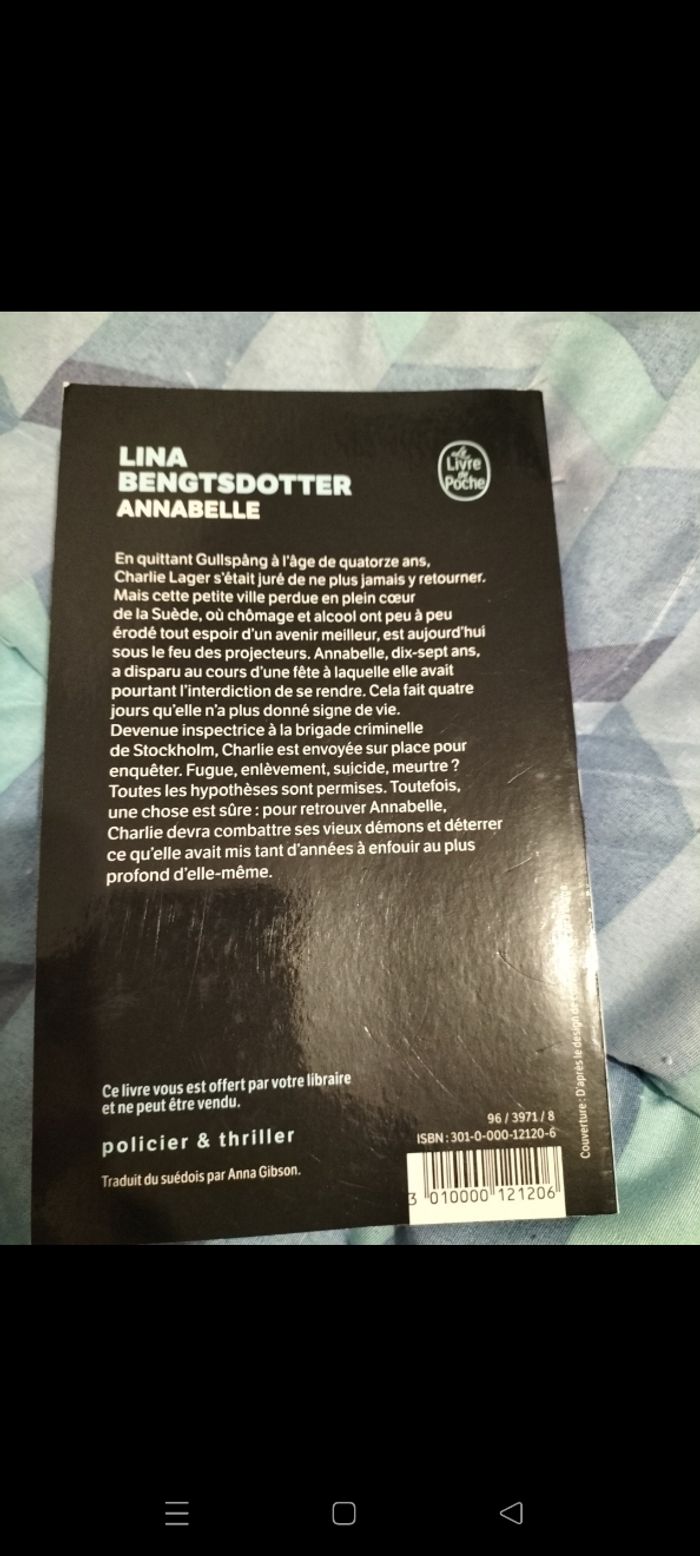 LINA
BENGTSDOTTER
ANNABELLE
Le
Livre
de
Poche
En quittant Gullspång à l'âge de quatorze ans,
Charlie Lager s'était juré de ne plus jamais y retourner.
Mais cette petite ville perdue en plein cœur
de la Suède, où chômage et alcool ont peu à peu
érodé tout espoir d'un avenir meilleur, est aujourd'hui
sous le feu des projecteurs. Annabelle, dix-sept ans,
a disparu au cours d'une fête à laquelle elle avait
pourtant l'interdiction de se rendre. Cela fait quatre
jours qu'elle n'a plus donné signe de vie.
Devenue inspectrice à la brigade criminelle
de Stockholm, Charlie est envoyée sur place pour
enquêter. Fugue, enlèvement, suicide, meurtre ?
Toutes les hypothèses sont permises. Toutefois,
une chose est sûre : pour retrouver Annabelle,
Charlie devra combattre ses vieux démons et déterrer
ce qu'elle avait mis tant d'années à enfouir au plus
profond d'elle-même.
Ce livre vous est offert par votre libraire
et ne peut être vendu.
policier & thriller
Traduit du suédois par Anna Gibson.
96 / 3971 / 8
ISBN : 301-0-000-12120-6
3 010000 121206
Couverture : D'après le design